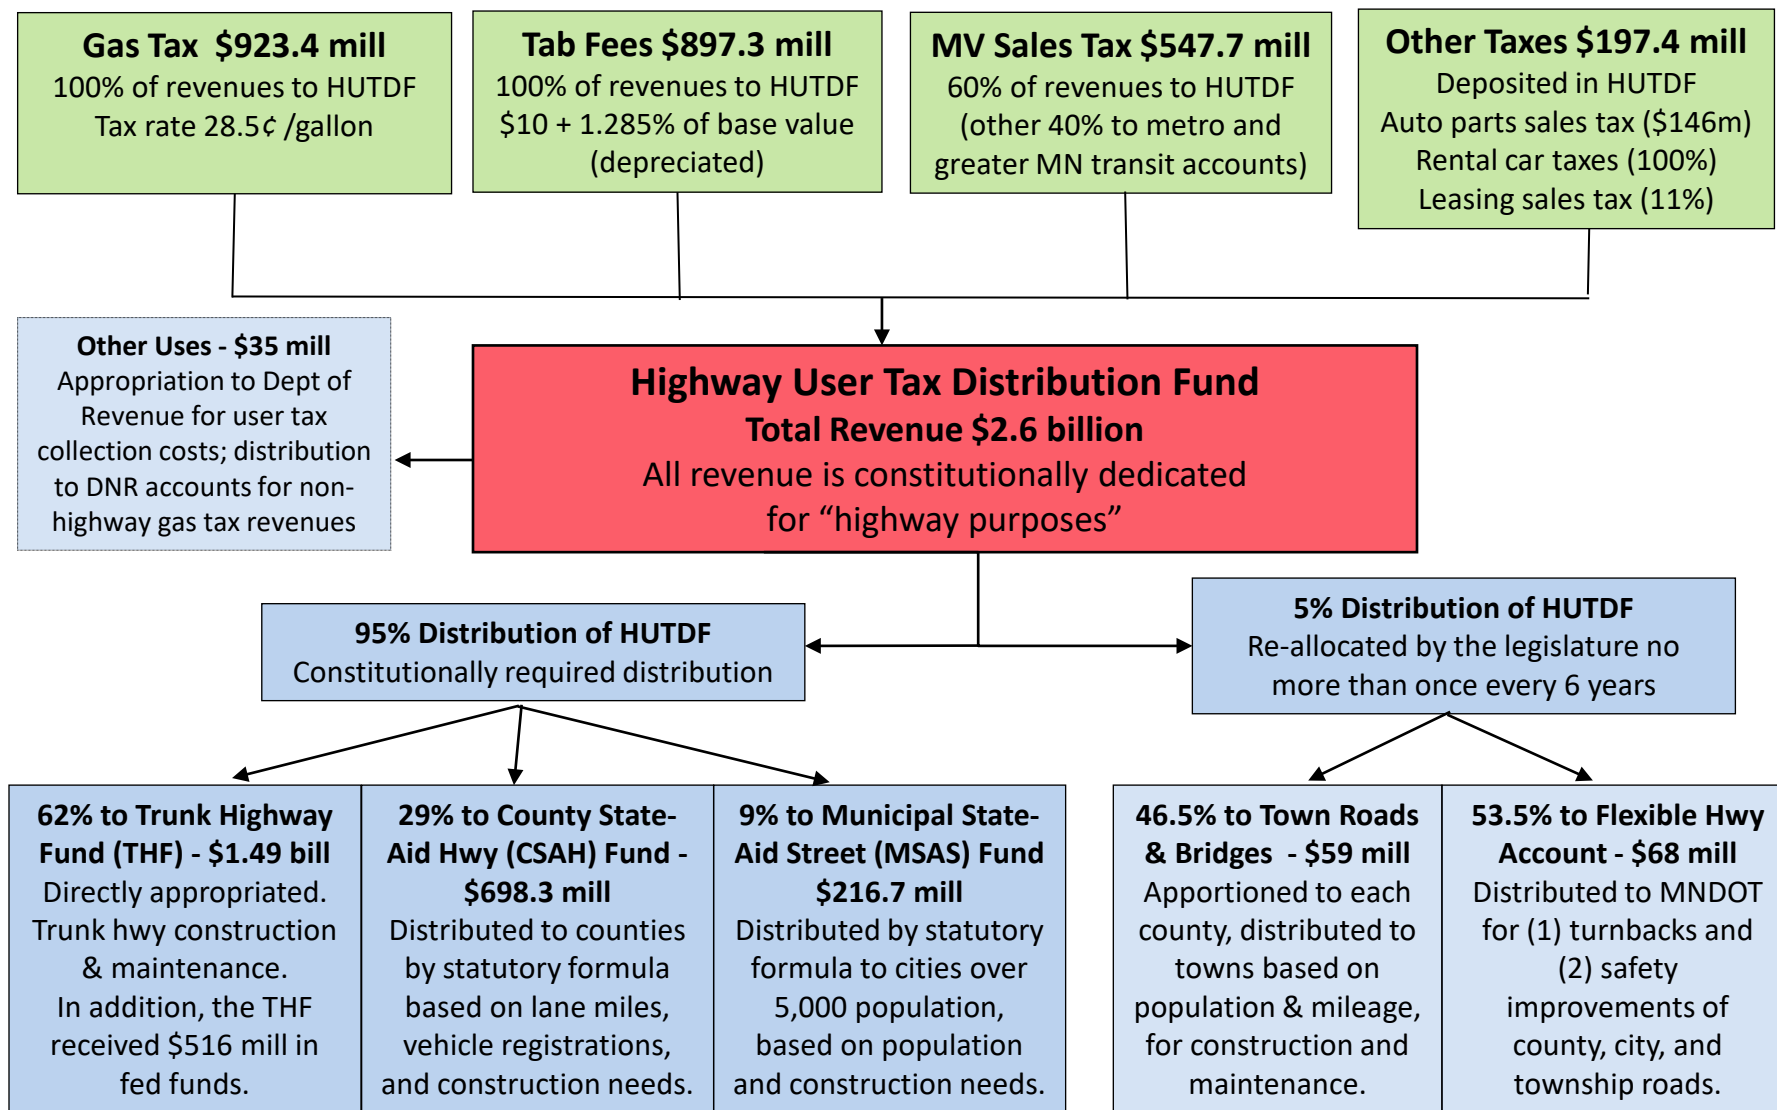 Gas Tax  $923.4 mill
100% of revenues to HUTDF
Tax rate 28.5¢ /gallon
Tab Fees $897.3 mill
100% of revenues to HUTDF
$10 + 1.285% of base value
(depreciated)
MV Sales Tax $547.7 mill
60% of revenues to HUTDF
(other 40% to metro and
greater MN transit accounts)
Other Taxes $197.4 mill
Deposited in HUTDF
Auto parts sales tax ($146m)
Rental car taxes (100%)
Leasing sales tax (11%)
Other Uses - $35 mill
Appropriation to Dept of
Revenue for user tax
collection costs; distribution
to DNR accounts for non-
highway gas tax revenues
Highway User Tax Distribution Fund
Total Revenue $2.6 billion
All revenue is constitutionally dedicated
for “highway purposes”
95% Distribution of HUTDF
Constitutionally required distribution
5% Distribution of HUTDF
Re-allocated by the legislature no
more than once every 6 years
62% to Trunk Highway
Fund (THF) - $1.49 bill
Directly appropriated.
Trunk hwy construction
& maintenance.
In addition, the THF
received $516 mill in
fed funds.
29% to County State-
Aid Hwy (CSAH) Fund -
$698.3 mill
Distributed to counties
by statutory formula
based on lane miles,
vehicle registrations,
and construction needs.
9% to Municipal State-
Aid Street (MSAS) Fund
$216.7 mill
Distributed by statutory
formula to cities over
5,000 population,
based on population
and construction needs.
46.5% to Town Roads
& Bridges  - $59 mill
Apportioned to each
county, distributed to
towns based on
population & mileage,
for construction and
maintenance.
53.5% to Flexible Hwy
Account - $68 mill
Distributed to MNDOT
for (1) turnbacks and
(2) safety
improvements of
county, city, and
township roads.